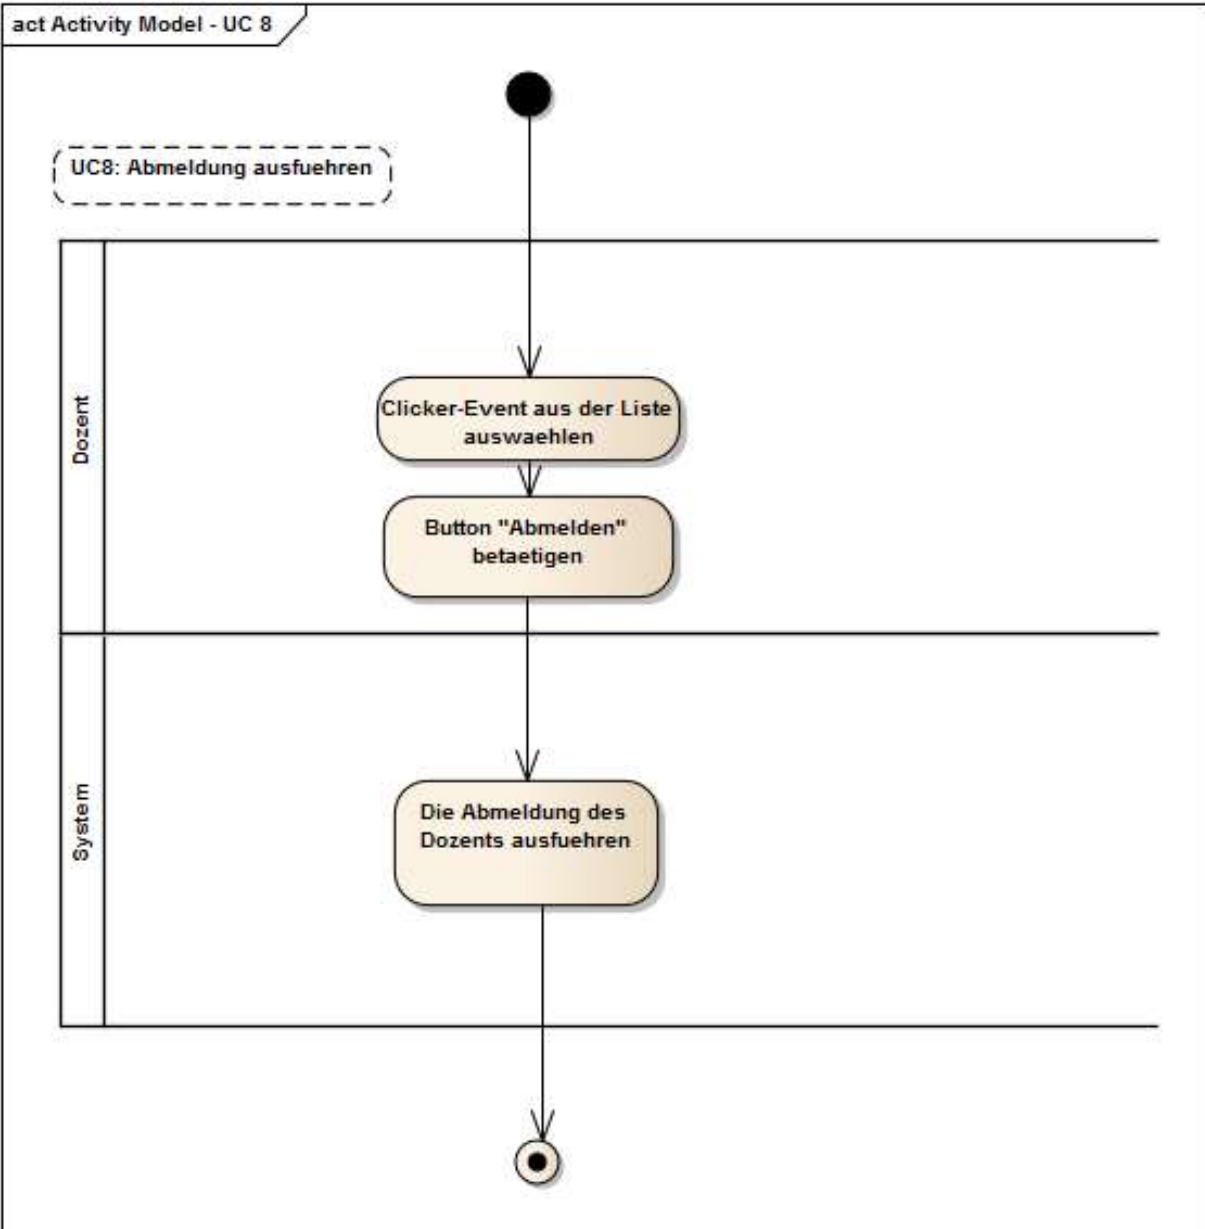 act Activity Model - UC 8
UC8: Abmeldung ausfuehren
Dozent
Clicker-Event aus der Liste
auswaehlen
Button "Abmelden"
betaetigen
System
Die Abmeldung des
Dozents ausfuehren